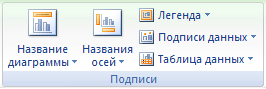 Название
диаграммы
Названия
осей
Легенда
Подписи данных
Таблица данных
Подписи